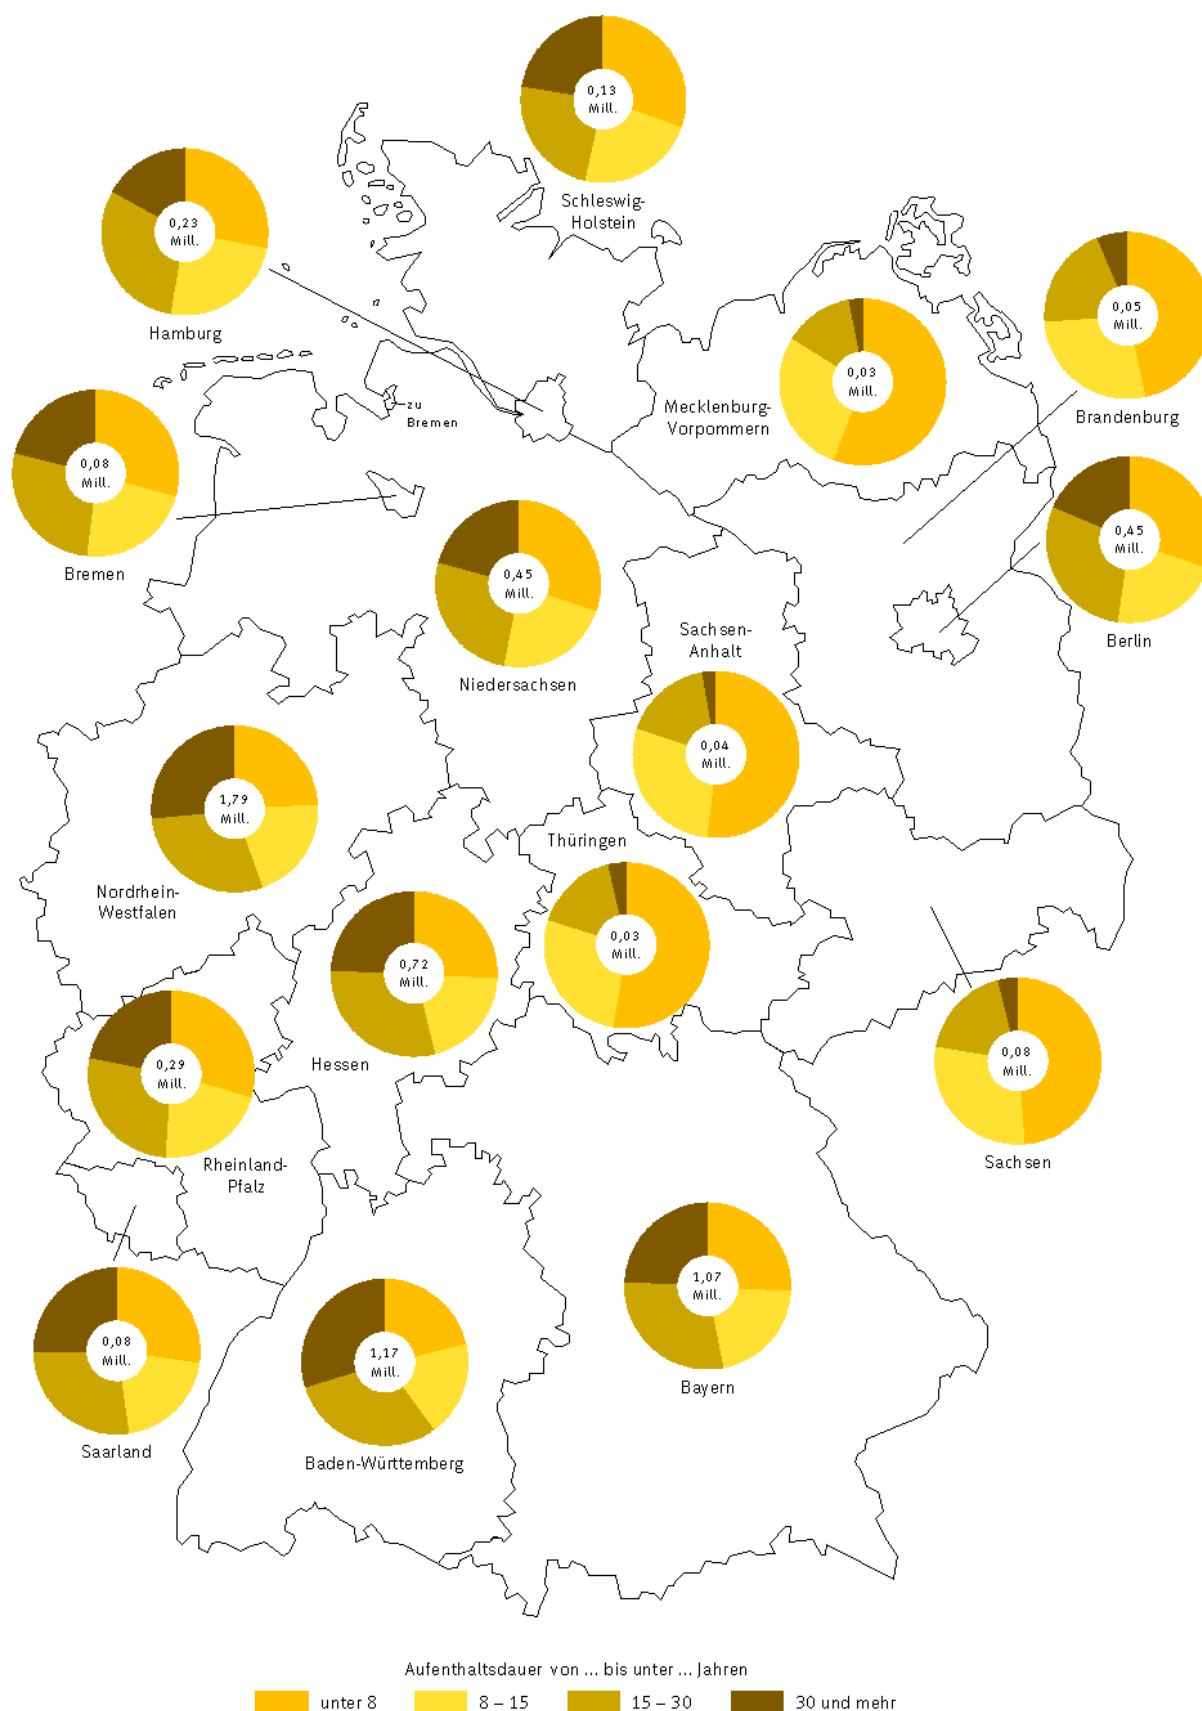 0,13
Mill.
Schleswig-
Holstein
0,23
Mill.
Hamburg
0,05
Mill.
Brandenburg
0,03
Mill.
Mecklenburg-
Vorpommern
zu
Bremen
0,08
Mill.
Bremen
0,45
Mill.
Berlin
0,45
Mill.
Niedersachsen
Sachsen-
Anhalt
0,04
Mill.
1,79
Mill.
Nordrhein-
Westfalen
Thüringen
0,03
Mill.
0,72
Mill.
Hessen
0,29
Mill.
Rheinland-
Pfalz
0,08
Mill.
Sachsen
0,08
Mill.
Saarland
1,17
Mill.
Baden-Württemberg
1,07
Mill.
Bayern
Aufenthaltsdauer von ... bis unter ... Jahren
unter 8
8 – 15
15 – 30
30 und mehr